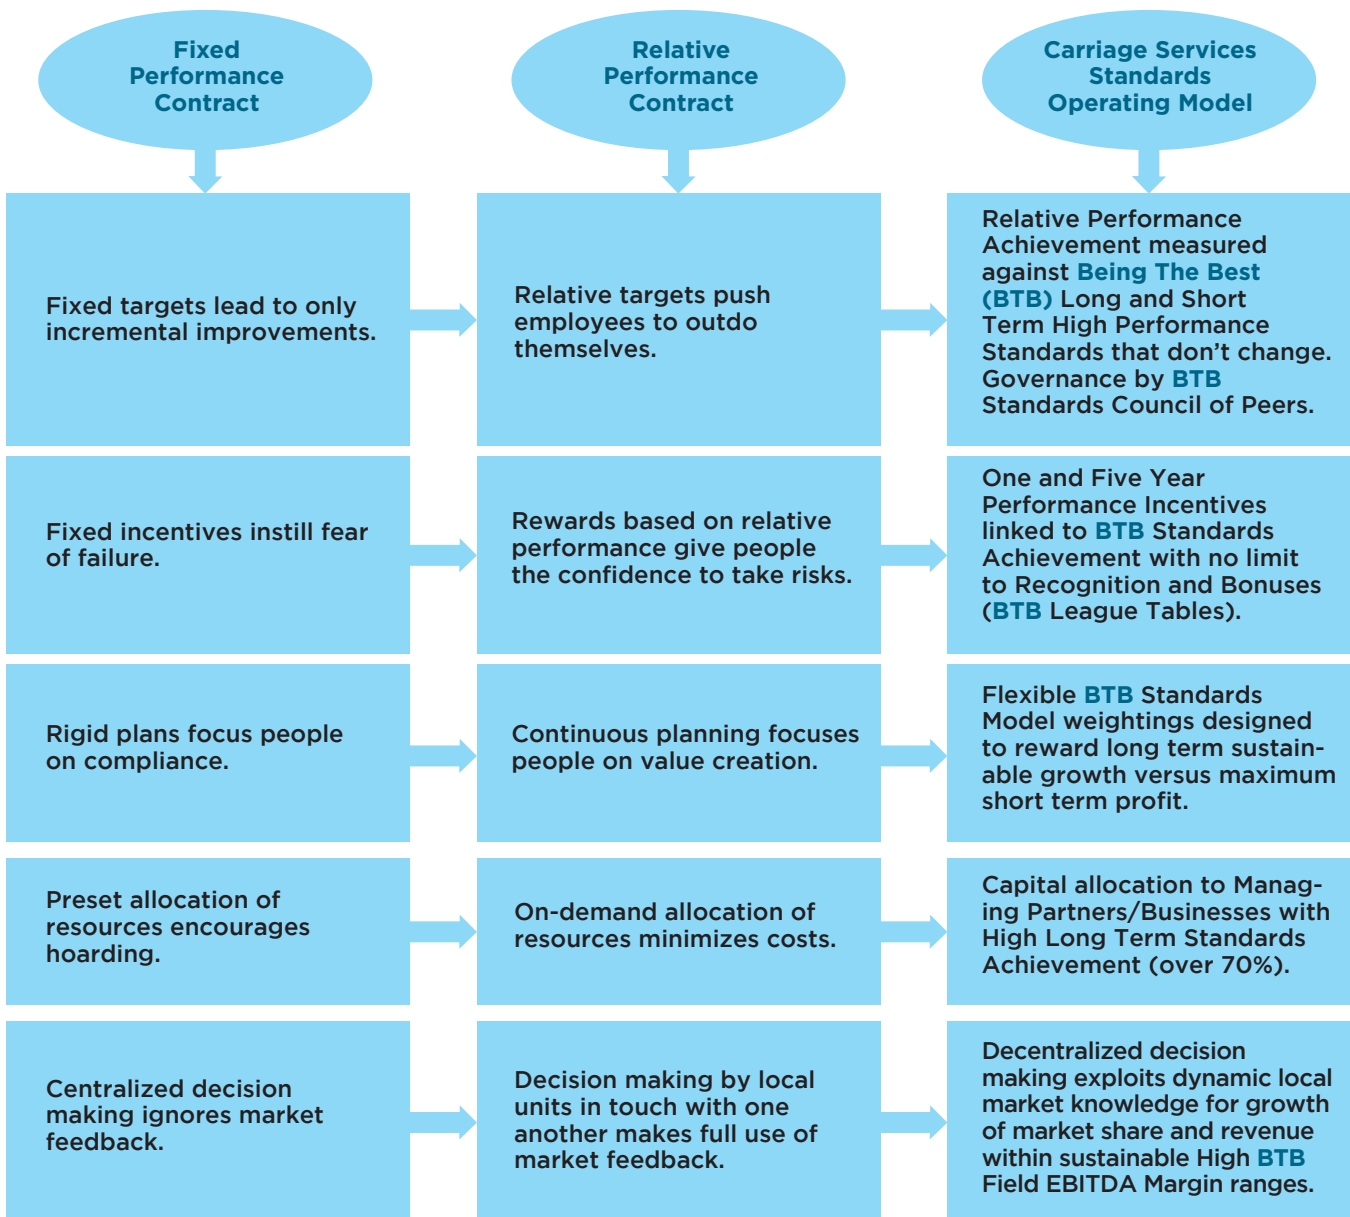 Fixed
Performance
Contract
Relative
Performance
Contract
Carriage Services
Standards
Operating Model
Fixed targets lead to only
incremental improvements.
Relative targets push
employees to outdo
themselves.
Relative Performance
Achievement measured
against Being The Best
(BTB) Long and Short
Term High Performance
Standards that don’t change.
Governance by BTB
Standards Council of Peers.
Fixed incentives instill fear
of failure.
Rewards based on relative
performance give people
the confidence to take risks.
One and Five Year
Performance Incentives
linked to BTB Standards
Achievement with no limit
to Recognition and Bonuses
(BTB League Tables).
Rigid plans focus people
on compliance.
Continuous planning focuses
people on value creation.
Flexible BTB Standards
Model weightings designed
to reward long term sustain-
able growth versus maximum
short term profit.
Preset allocation of
resources encourages
hoarding.
On-demand allocation of
resources minimizes costs.
Capital allocation to Manag-
ing Partners/Businesses with
High Long Term Standards
Achievement (over 70%).
Centralized decision
making ignores market
feedback.
Decision making by local
units in touch with one
another makes full use of
market feedback.
Decentralized decision
making exploits dynamic local
market knowledge for growth
of market share and revenue
within sustainable High BTB
Field EBITDA Margin ranges.